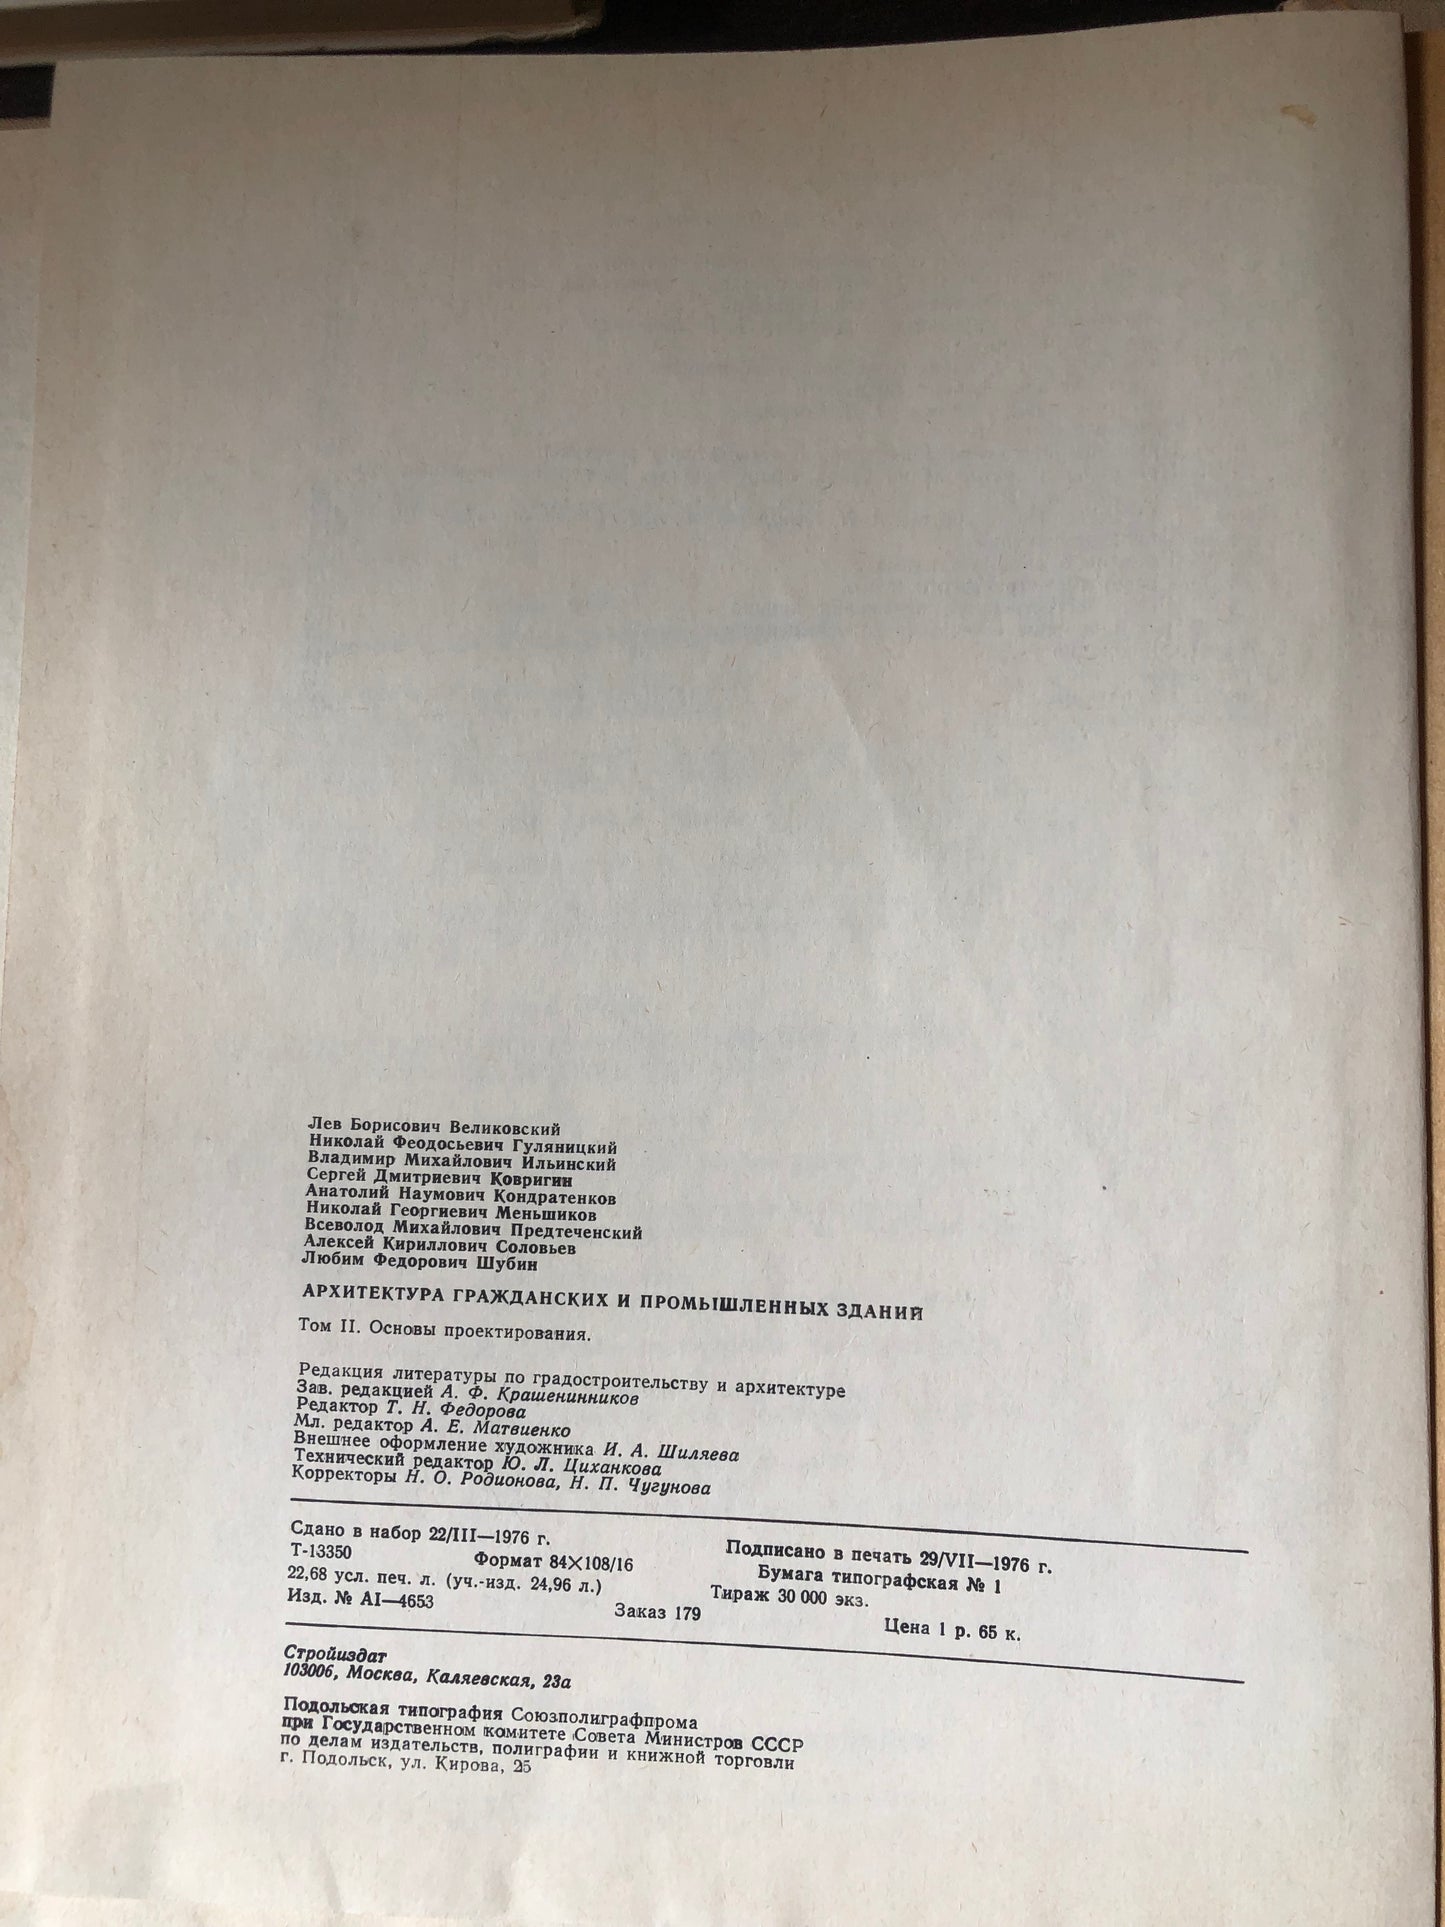 Лев Борисович Великовский
Николай Феодосьевич Гуляницкий
Владимир Михайлович Ильинский
Сергей Дмитриевич Ковригин
Анатолий Наумович Кондратенков
Николай Георгиевич Меньшиков
Всеволод Михайлович Предтеченский
Алексей Кириллович Соловьев
Любим Федорович Шубин
АРХИТЕКТУРА ГРАЖДАНСКИХ И ПРОМЫШЛЕННЫХ ЗДАНИЙ
Том II. Основы проектирования.
Редакция литературы по градостроительству и архитектуре
Зав. редакцией А. Ф. Крашенинников
Редактор Т. Н. Федорова
Мл. редактор А. Е. Матвиенко
Внешнее оформление художника И. А. Шиляева
Технический редактор Ю. Л. Циханкова
Корректоры Н. О. Родионова, Н. П. Чугунова
Сдано в набор 22/III—1976 г. Подписано в печать 29/VII—1976 г.
Т-13350 Формат 84×108/16 Бумага типографская № 1
22,68 усл. печ. л. (уч.-изд. 24,96 л.) Тираж 30 000 экз.
Изд. № AI—4653 Заказ 179 Цена 1 р. 65 к.
Стройиздат
103006, Москва, Каляевская, 23а
Подольская типография Союзполиграфпрома
при Государственном комитете Совета Министров СССР
по делам издательств, полиграфии и книжной торговли
г. Подольск, ул. Кирова, 25